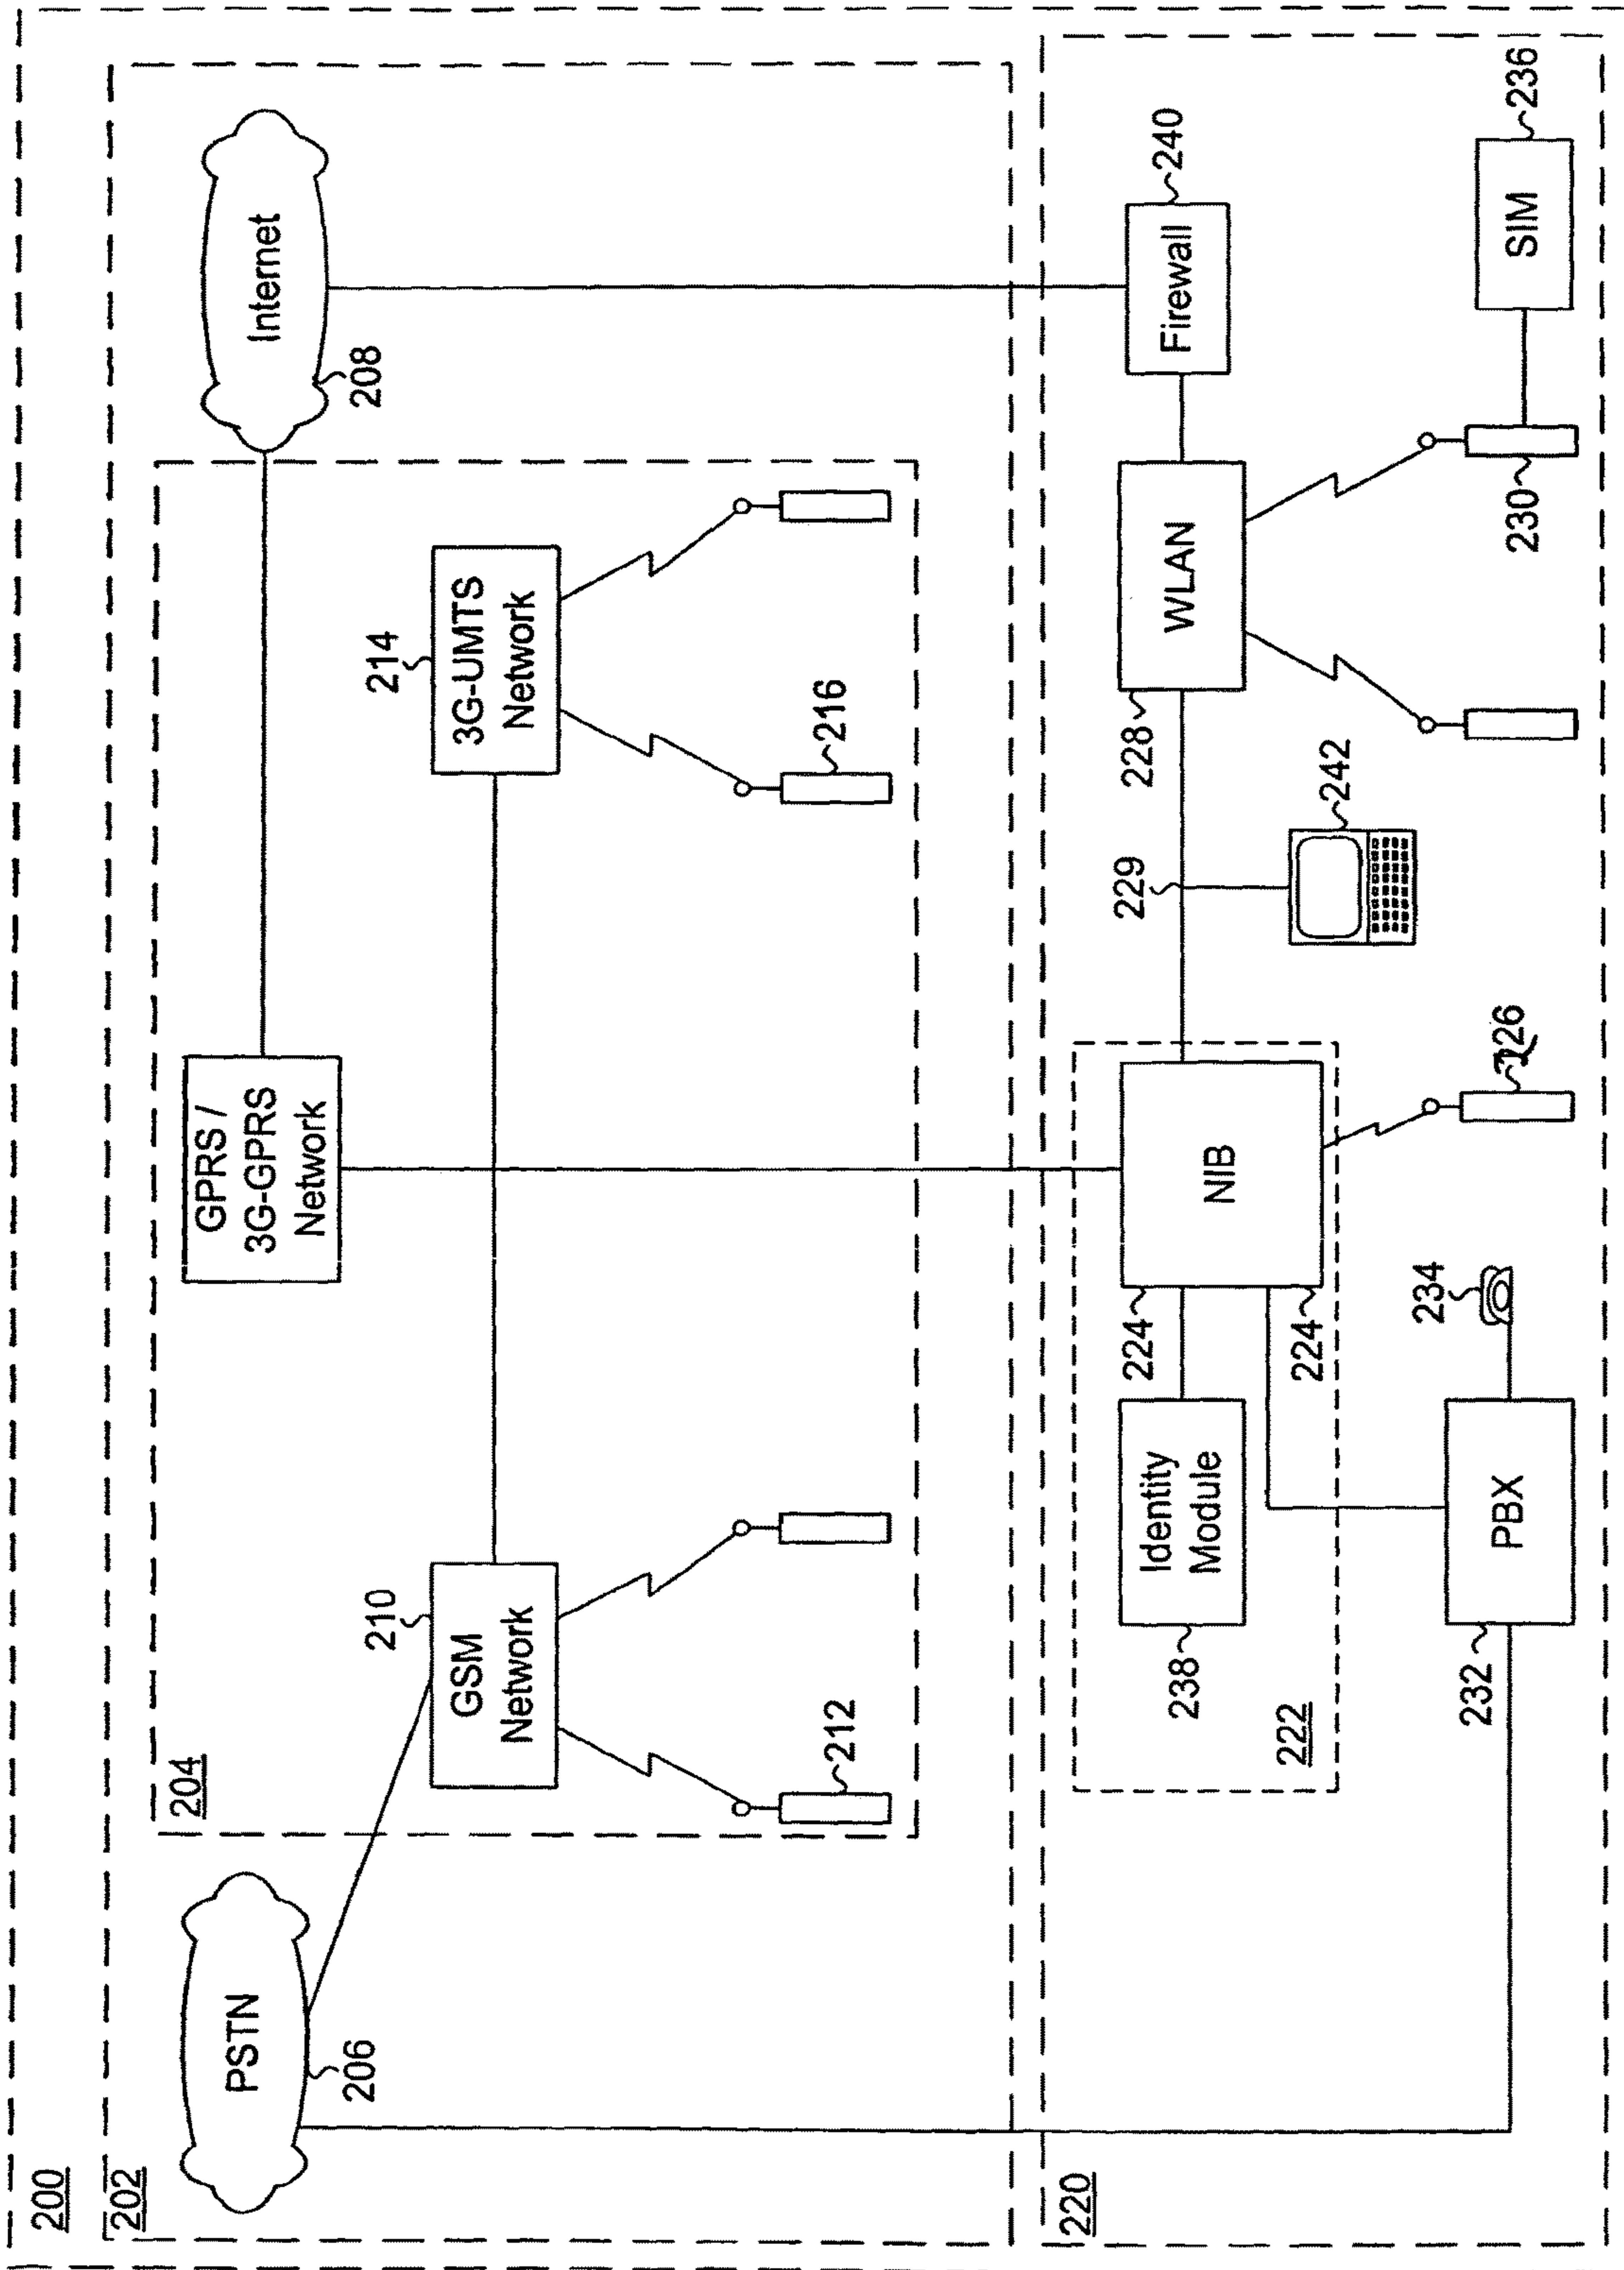 200
202
PSTN
206
204
GPRS /
3G-GPRS
Network
Internet
208
210
GSM
Network
212
214
3G-UMTS
Network
216
220
222
238
Identity
Module
224
224
NIB
226
229
242
228
WLAN
230
Firewall
240
SIM
236
232
PBX
234